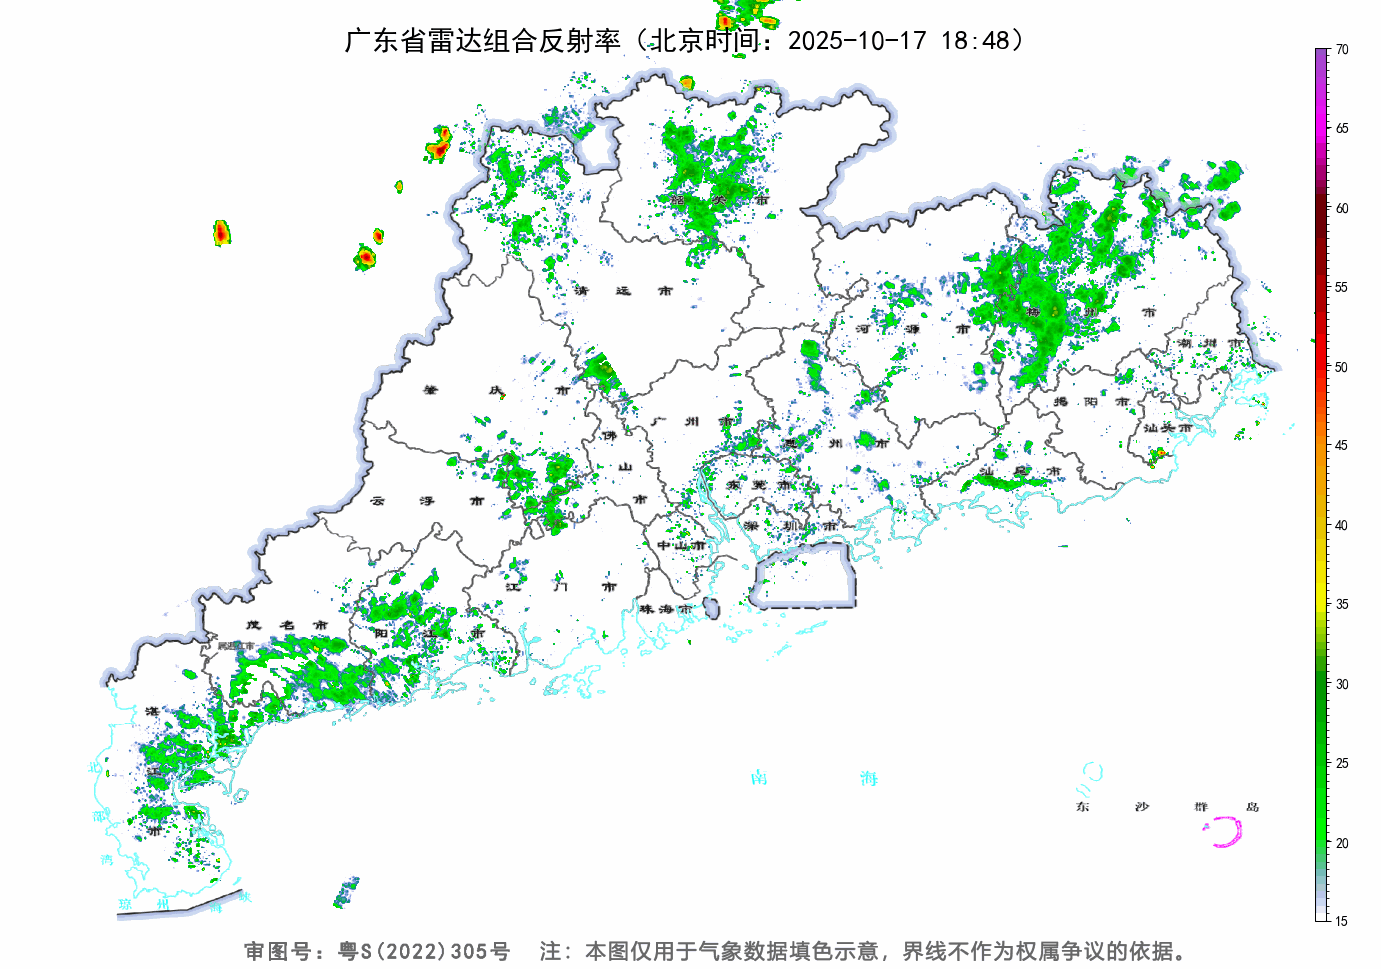 广东省雷达组合反射率（北京时间：2025-10-17 18:48）
70
65
60
55
50
45
40
35
30
25
20
15
韶 关 市
清 远 市
梅 州 市
河 源 市
潮 州 市
肇 庆 市
揭 阳 市
广 州 市
汕头市
佛 山 市
惠 州 市
汕 尾 市
东 莞 市
云 浮 市
深 圳 市
中山市
江 门 市
珠海市
茂 名 市
阳 江 市
属湛江市
湛 江 市
北 部 湾
南 海
东 沙 群 岛
琼 州 海 峡
审图号：粤S(2022)305号 注：本图仅用于气象数据填色示意，界线不作为权属争议的依据。